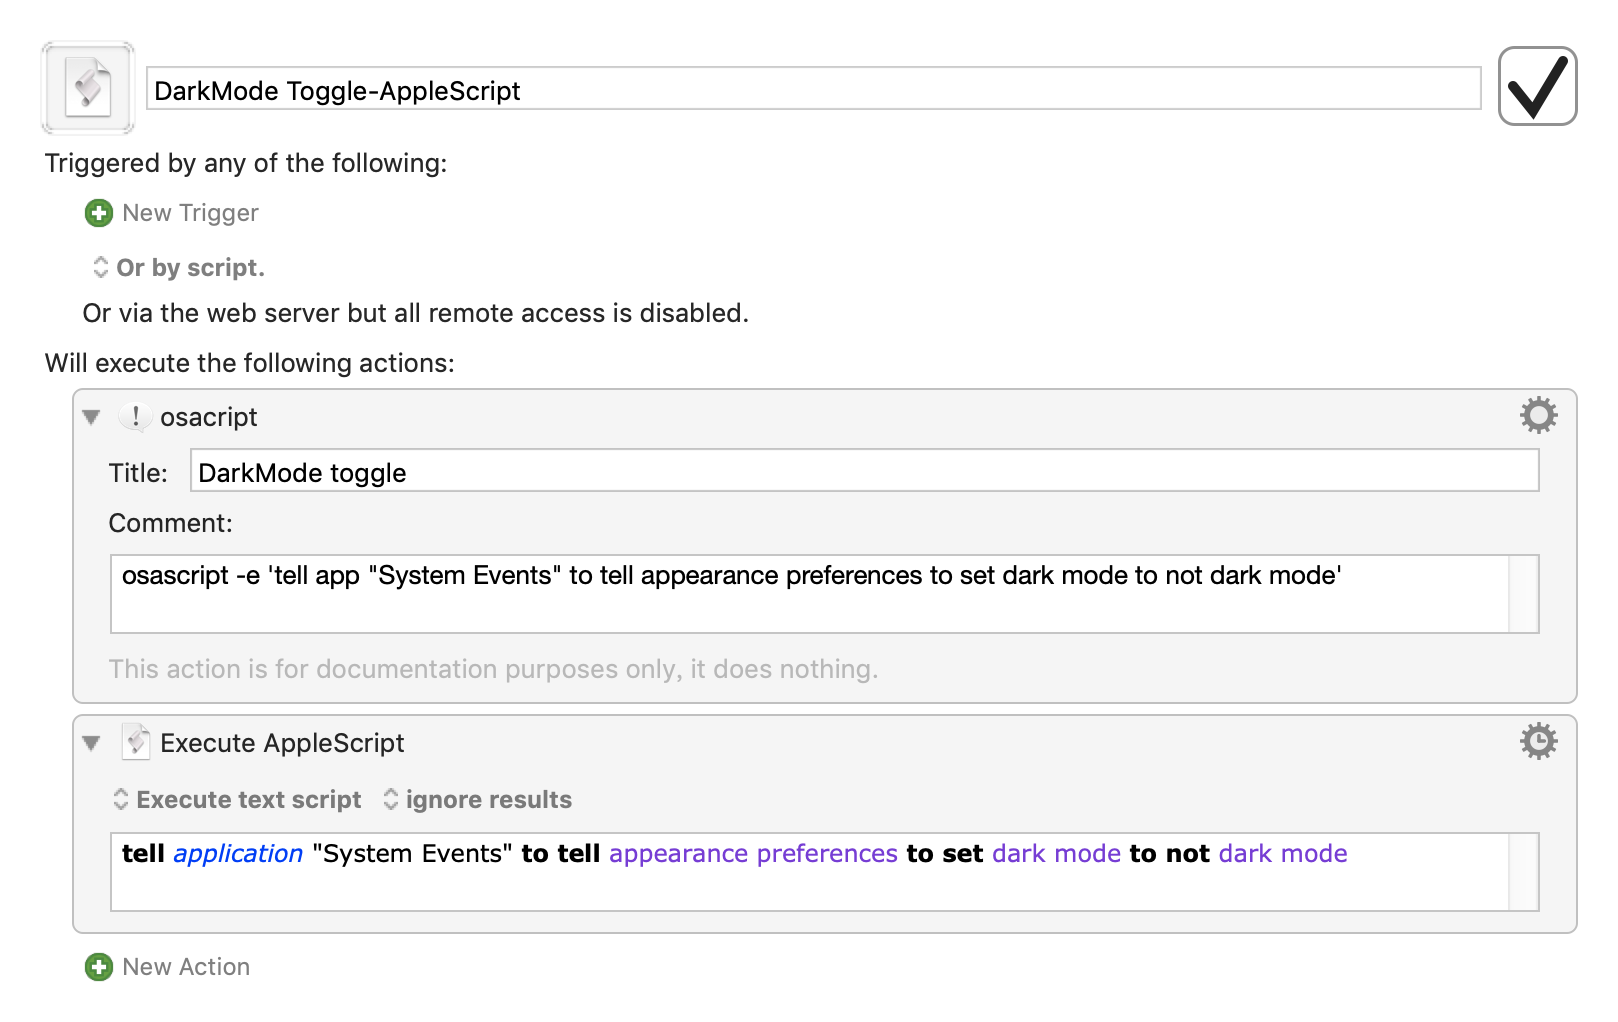 DarkMode Toggle-AppleScript
Triggered by any of the following:
New Trigger
Or by script.
Or via the web server but all remote access is disabled.
Will execute the following actions:
! osacript
Title: DarkMode toggle
Comment:
osascript -e 'tell app "System Events" to tell appearance preferences to set dark mode to not dark mode'
This action is for documentation purposes only, it does nothing.
Execute AppleScript
Execute text script ignore results
tell application "System Events" to tell appearance preferences to set dark mode to not dark mode
New Action